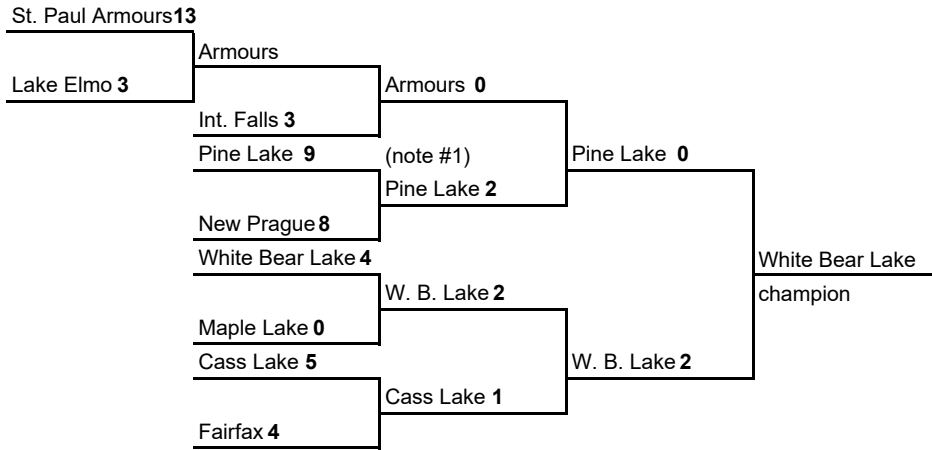 St. Paul Armours 13
Armours
Lake Elmo 3
Armours 0
Int. Falls 3
Pine Lake 9
(note #1)
Pine Lake 0
Pine Lake 2
New Prague 8
White Bear Lake 4
White Bear Lake
W. B. Lake 2
champion
Maple Lake 0
Cass Lake 5
W. B. Lake 2
Cass Lake 1
Fairfax 4